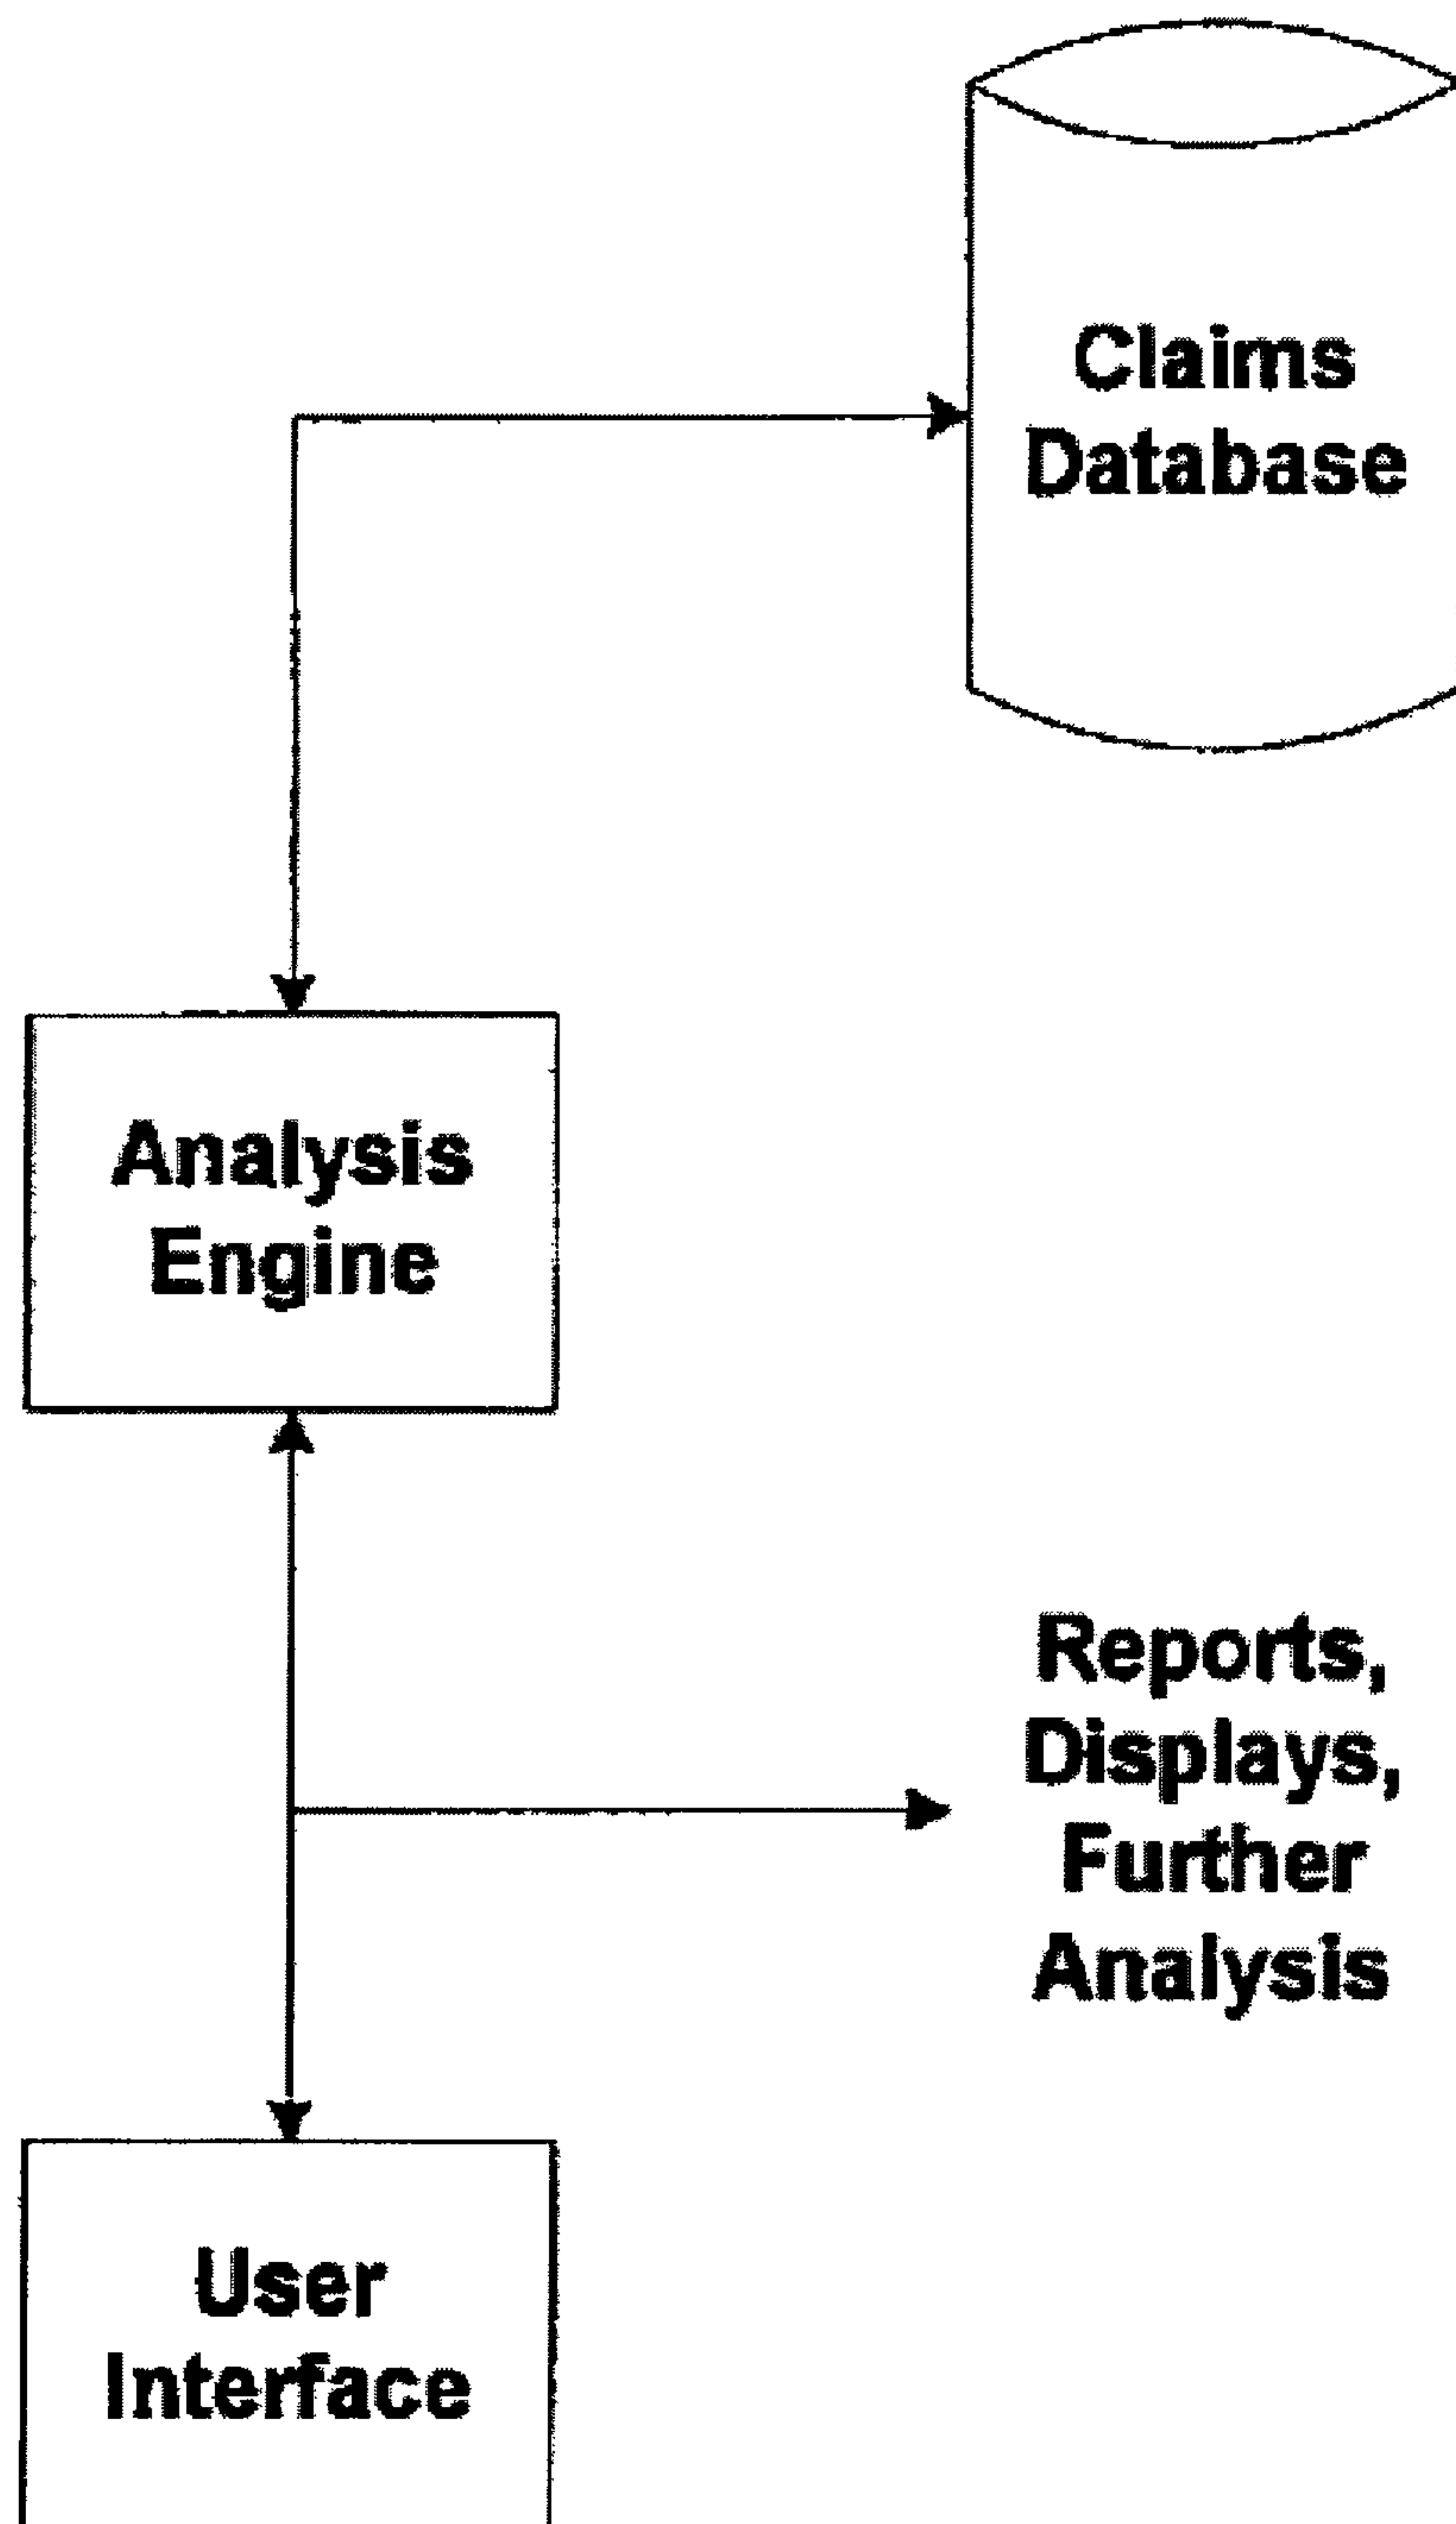 Claims
Database
Analysis
Engine
Reports,
Displays,
Further
Analysis
User
Interface